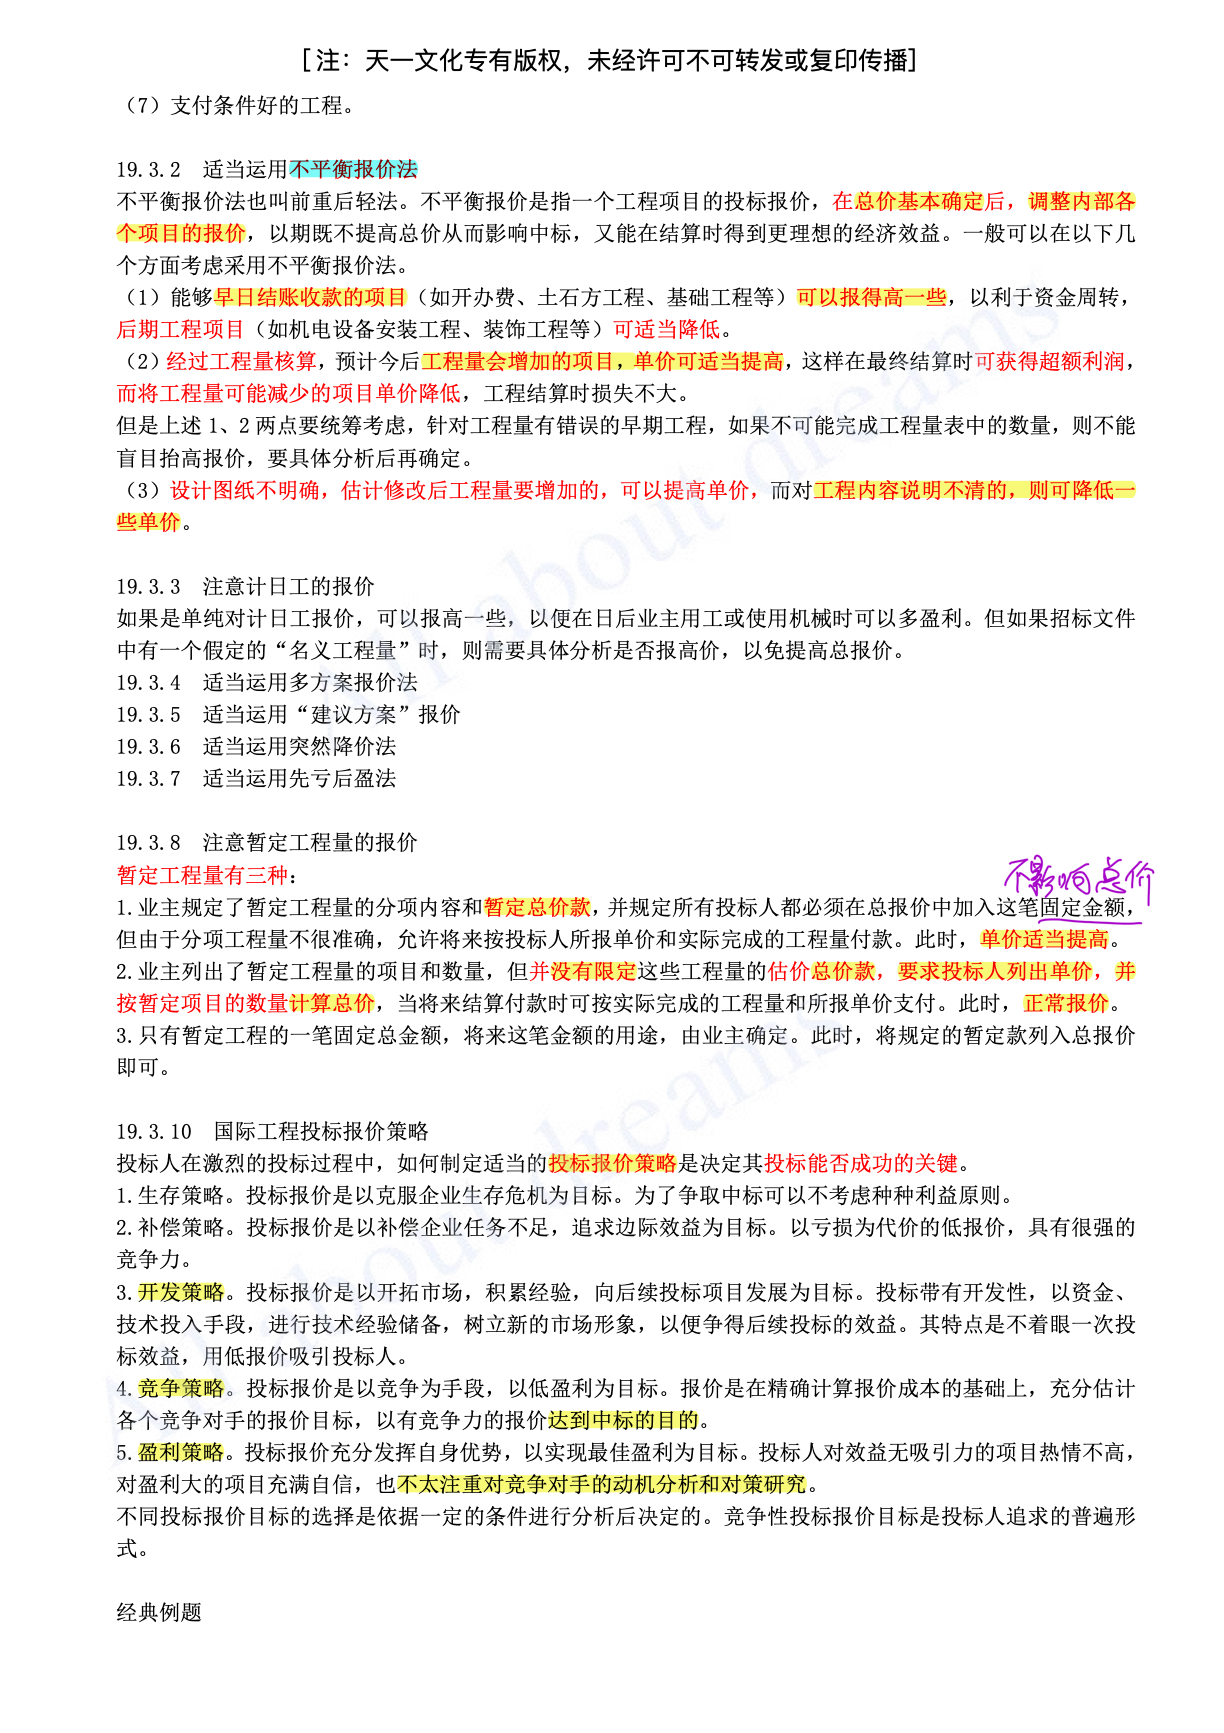 [注：天一文化专有版权，未经许可不可转发或复印传播]
（7）支付条件好的工程。
19.3.2 适当运用不平衡报价法
不平衡报价法也叫前重后轻法。不平衡报价是指一个工程项目的投标报价，在总价基本确定后，调整内部各
个项目的报价，以期既不提高总价从而影响中标，又能在结算时得到更理想的经济效益。一般可以在以下几
个方面考虑采用不平衡报价法。
（1）能够早日结账收款的项目（如开办费、土石方工程、基础工程等）可以报得高一些，以利于资金周转，
后期工程项目（如机电设备安装工程、装饰工程等）可适当降低。
（2）经过工程量核算，预计今后工程量会增加的项目，单价可适当提高，这样在最终结算时可获得超额利润，
而将工程量可能减少的项目单价降低，工程结算时损失不大。
但是上述 1、2 两点要统筹考虑，针对工程量有错误的早期工程，如果不可能完成工程量表中的数量，则不能
盲目抬高报价，要具体分析后再确定。
（3）设计图纸不明确，估计修改后工程量要增加的，可以提高单价，而对工程内容说明不清的，则可降低一
些单价。
19.3.3 注意计日工的报价
如果是单纯对计日工报价，可以报高一些，以便在日后业主用工或使用机械时可以多盈利。但如果招标文件
中有一个假定的“名义工程量”时，则需要具体分析是否报高价，以免提高总报价。
19.3.4 适当运用多方案报价法
19.3.5 适当运用“建议方案”报价
19.3.6 适当运用突然降价法
19.3.7 适当运用先亏后盈法
19.3.8 注意暂定工程量的报价
暂定工程量有三种：
不影响总价
1.业主规定了暂定工程量的分项内容和暂定总价款，并规定所有投标人都必须在总报价中加入这笔固定金额，
但由于分项工程量不很准确，允许将来按投标人所报单价和实际完成的工程量付款。此时，单价适当提高。
2.业主列出了暂定工程量的项目和数量，但并没有限定这些工程量的估价总价款，要求投标人列出单价，并
按暂定项目的数量计算总价，当将来结算付款时可按实际完成的工程量和所报单价支付。此时，正常报价。
3.只有暂定工程的一笔固定总金额，将来这笔金额的用途，由业主确定。此时，将规定的暂定款列入总报价
即可。
19.3.10 国际工程投标报价策略
投标人在激烈的投标过程中，如何制定适当的投标报价策略是决定其投标能否成功的关键。
1.生存策略。投标报价是以克服企业生存危机为目标。为了争取中标可以不考虑种种利益原则。
2.补偿策略。投标报价是以补偿企业任务不足，追求边际效益为目标。以亏损为代价的低报价，具有很强的
竞争力。
3.开发策略。投标报价是以开拓市场，积累经验，向后续投标项目发展为目标。投标带有开发性，以资金、
技术投入手段，进行技术经验储备，树立新的市场形象，以便争得后续投标的效益。其特点是不着眼一次投
标效益，用低报价吸引投标人。
4.竞争策略。投标报价是以竞争为手段，以低盈利为目标。报价是在精确计算报价成本的基础上，充分估计
各个竞争对手的报价目标，以有竞争力的报价达到中标的目的。
5.盈利策略。投标报价充分发挥自身优势，以实现最佳盈利为目标。投标人对效益无吸引力的项目热情不高，
对盈利大的项目充满自信，也不太注重对竞争对手的动机分析和对策研究。
不同投标报价目标的选择是依据一定的条件进行分析后决定的。竞争性投标报价目标是投标人追求的普遍形
式。
经典例题
All about dreams
All about dreams